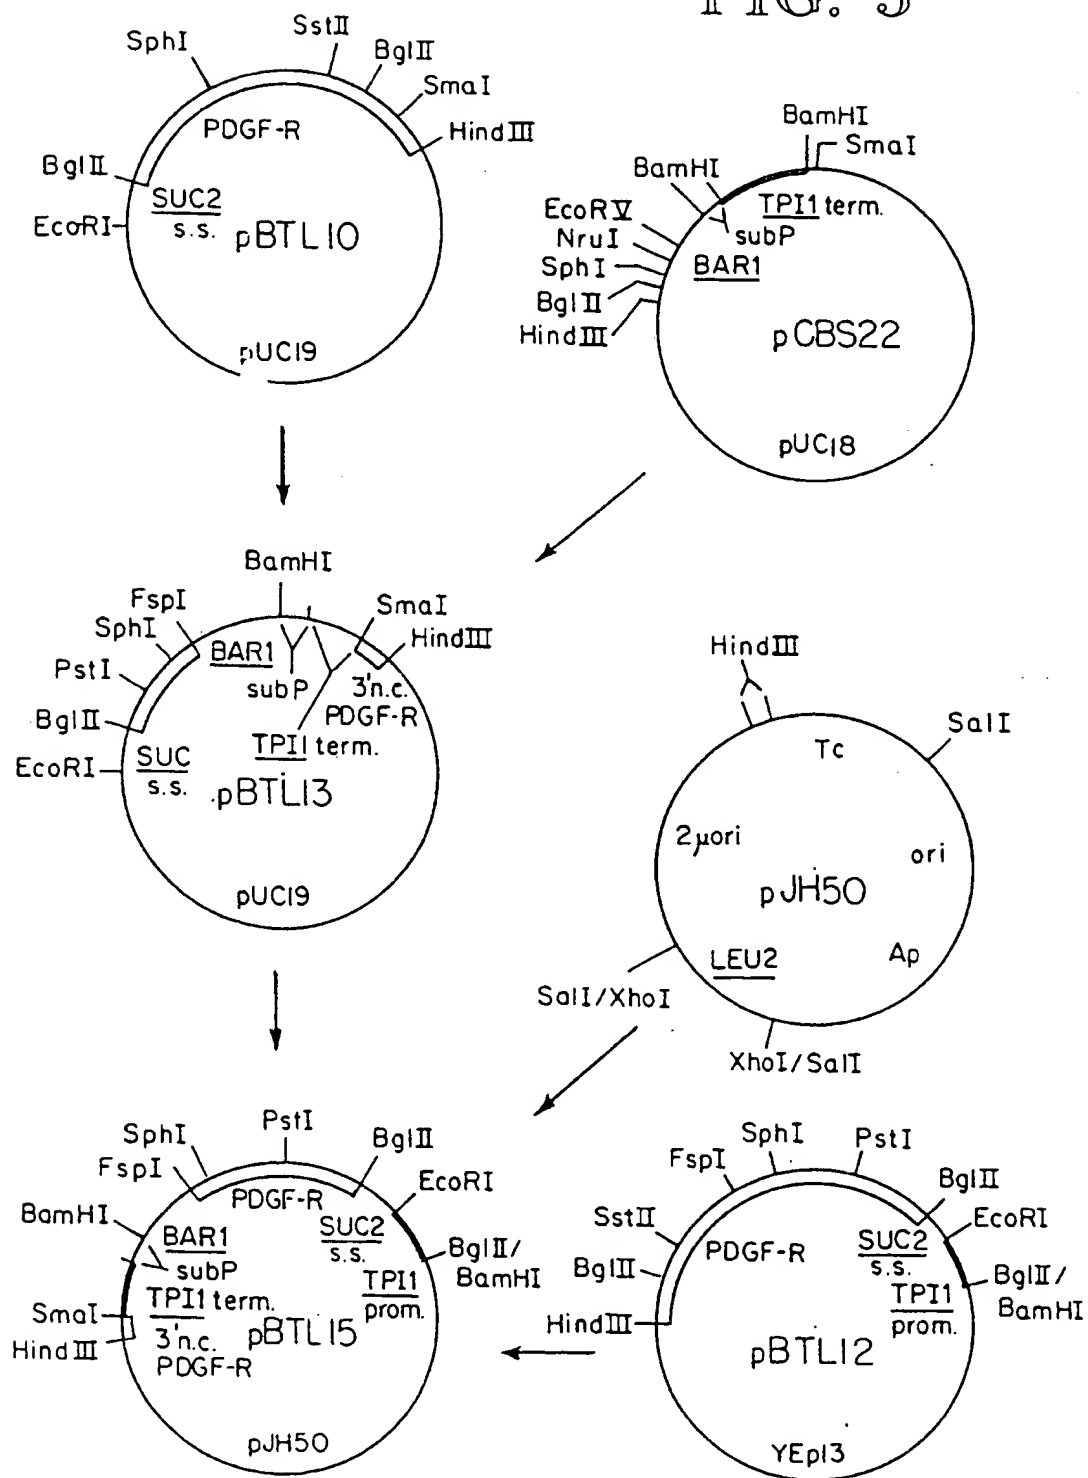 FIG. 5
SphI
SstII
BglII
SmaI
HindIII
PDGF-R
BglII
EcoRI
SUC2
s.s.
pBTL10
pUC19
BamHI
SmaI
BamHI
EcoRV
NruI
SphI
BglII
HindIII
TPI1 term.
subP
BAR1
pCBS22
pUC18
BamHI
FspI
SphI
PstI
BglII
EcoRI
SmaI
HindIII
BAR1
subP
3'n.c.
PDGF-R
TPI1 term.
SUC
s.s.
pBTL13
pUC19
HindIII
SalI
Tc
2μori
ori
pJH50
LEU2
Ap
SalI/XhoI
XhoI/SalI
PstI
SphI
FspI
BglII
EcoRI
BamHI
PDGF-R
BAR1
subP
SUC2
s.s.
BglII/
BamHI
TPI1
prom.
TPI1 term.
SmaI
HindIII
3'n.c.
PDGF-R
pBTL15
pJH50
SphI
PstI
FspI
BglII
EcoRI
SstII
PDGF-R
SUC2
s.s.
BglII
BglII/
BamHI
TPI1
prom.
HindIII
pBTL12
YEp13